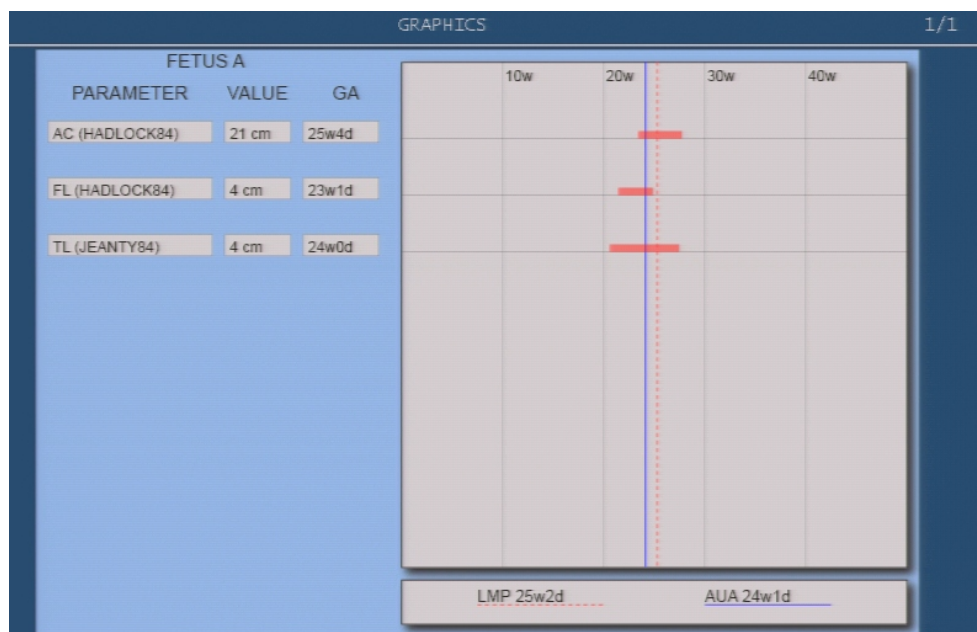 GRAPHICS 1/1
FETUS A
PARAMETER VALUE GA
AC (HADLOCK84) 21 cm 25w4d
FL (HADLOCK84) 4 cm 23w1d
TL (JEANTY84) 4 cm 24w0d
10w 20w 30w 40w
LMP 25w2d AUA 24w1d